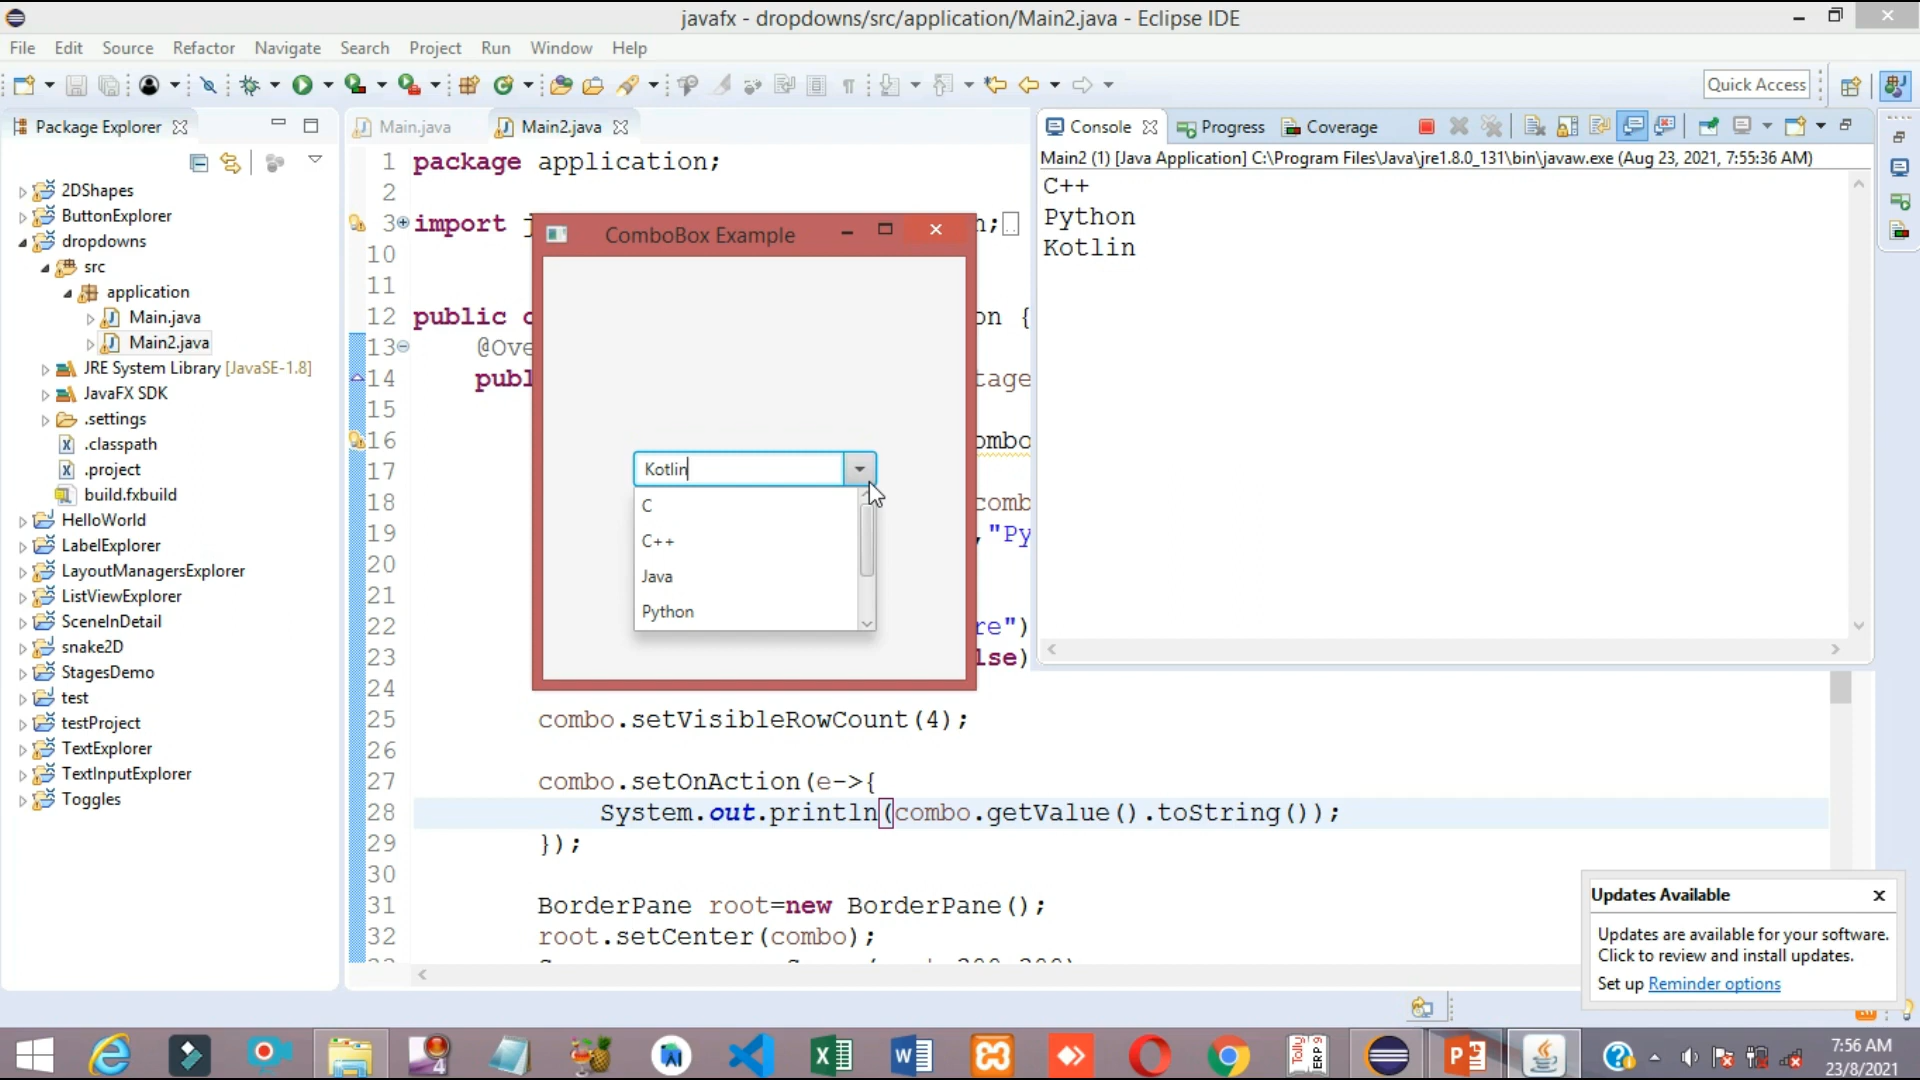 javafx - dropdowns/src/application/Main2.java - Eclipse IDE
File Edit Source Refactor Navigate Search Project Run Window Help
Quick Access
Package Explorer
2DShapes
ButtonExplorer
dropdowns
src
application
Main.java
Main2.java
JRE System Library [JavaSE-1.8]
JavaFX SDK
.settings
.classpath
.project
build.fxbuild
HelloWorld
LabelExplorer
LayoutManagersExplorer
ListViewExplorer
SceneInDetail
snake2D
StagesDemo
test
testProject
TextExplorer
TextInputExplorer
Toggles
Main.java Main2.java
1 package application;
2
3 import j n;
10
11
12 public c on {
13 @Ove
14 publ tage
15
16 ombo
17
18 comb
19 ,"Py
20
21
22 re")
23 lse)
24
25 combo.setVisibleRowCount(4);
26
27 combo.setOnAction(e->{
28 System.out.println(combo.getValue().toString());
29 });
30
31 BorderPane root=new BorderPane();
32 root.setCenter(combo);
ComboBox Example
Kotlin
C
C++
Java
Python
Console Progress Coverage
Main2 (1) [Java Application] C:\Program Files\Java\jre1.8.0_131\bin\javaw.exe (Aug 23, 2021, 7:55:36 AM)
C++
Python
Kotlin
Updates Available
Updates are available for your software.
Click to review and install updates.
Set up Reminder options
7:56 AM
23/8/2021